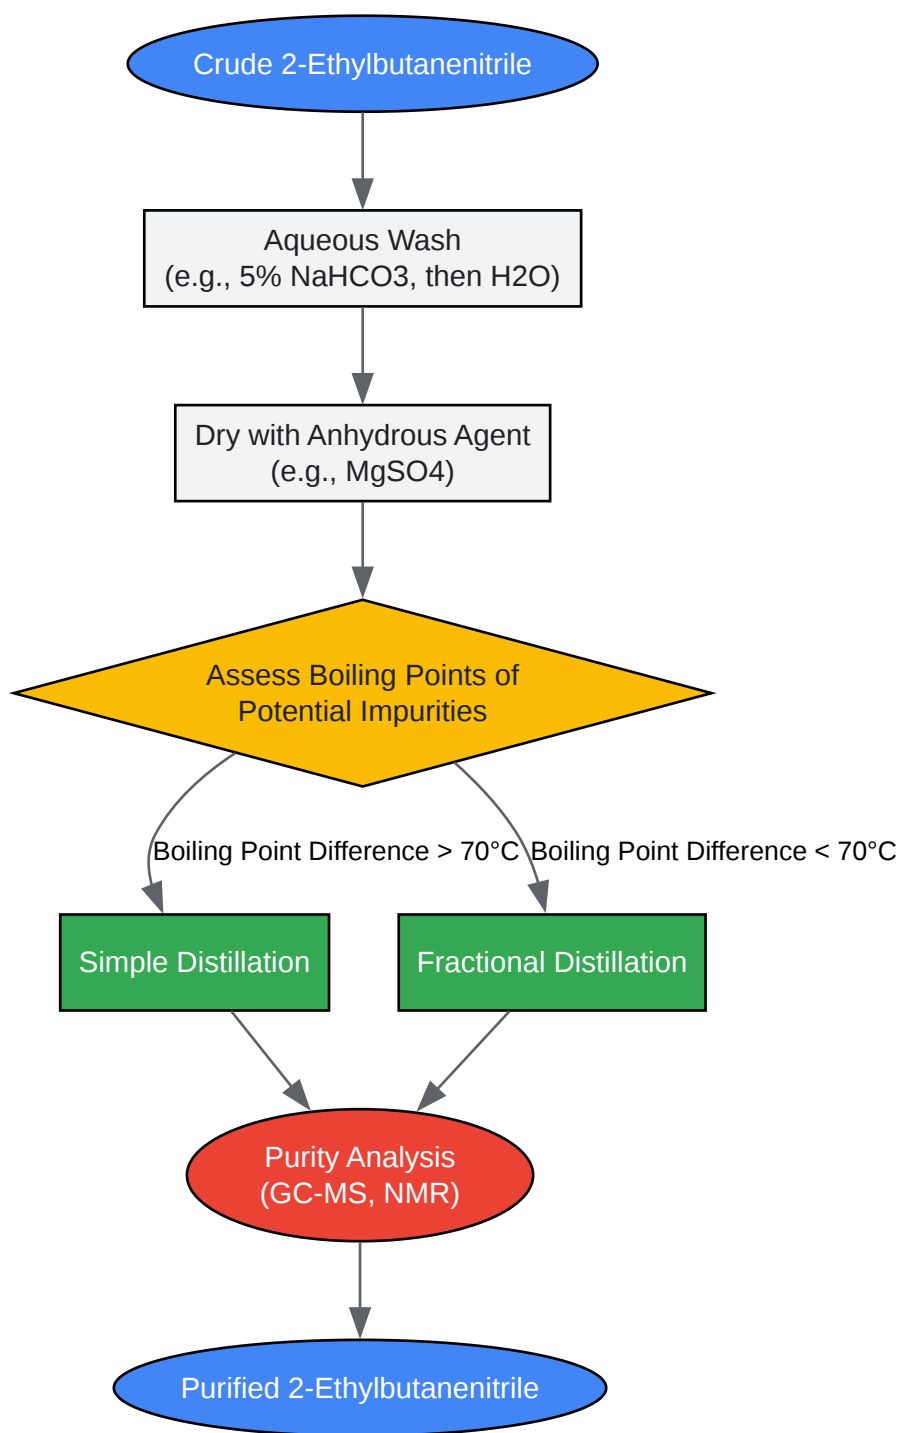 Crude 2-Ethylbutanenitrile
Aqueous Wash
(e.g., 5% NaHCO3, then H2O)
Dry with Anhydrous Agent
(e.g., MgSO4)
Assess Boiling Points of
Potential Impurities
Boiling Point Difference > 70°C
Boiling Point Difference < 70°C
Simple Distillation
Fractional Distillation
Purity Analysis
(GC-MS, NMR)
Purified 2-Ethylbutanenitrile